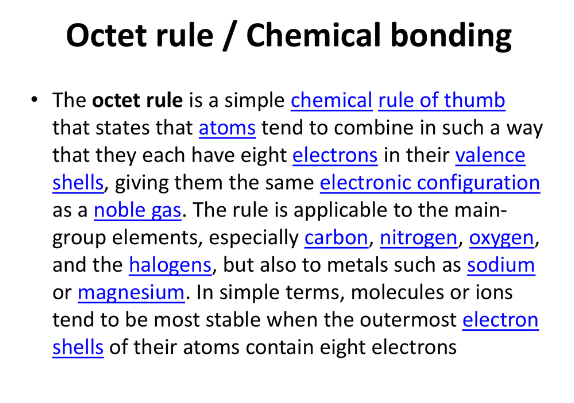 Octet rule / Chemical bonding
• The octet rule is a simple chemical rule of thumb
that states that atoms tend to combine in such a way
that they each have eight electrons in their valence
shells, giving them the same electronic configuration
as a noble gas. The rule is applicable to the main-
group elements, especially carbon, nitrogen, oxygen,
and the halogens, but also to metals such as sodium
or magnesium. In simple terms, molecules or ions
tend to be most stable when the outermost electron
shells of their atoms contain eight electrons